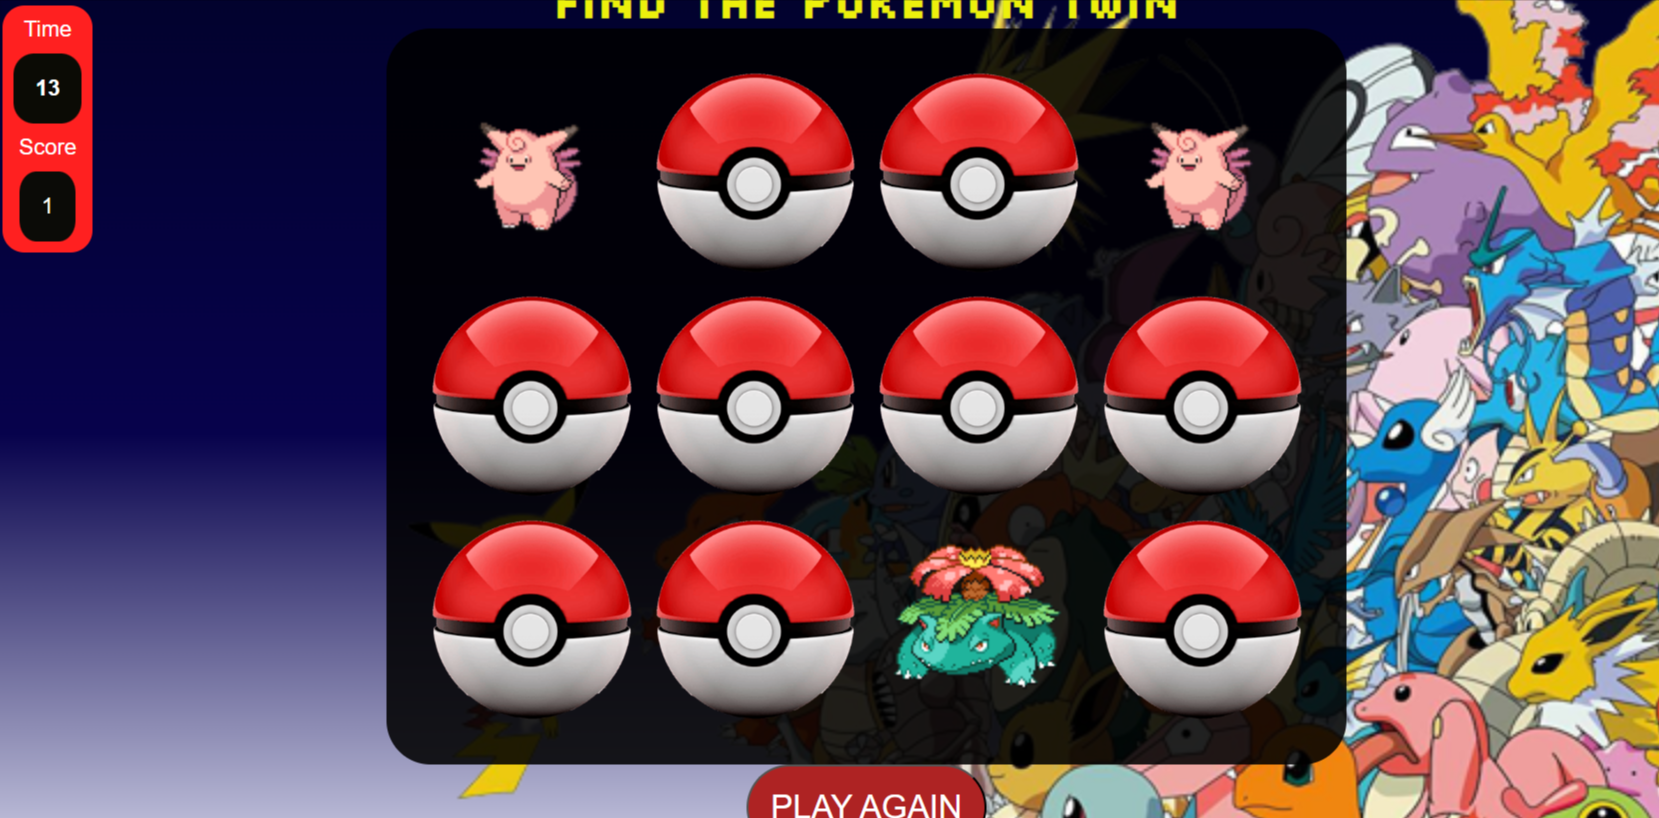 FIND THE POKEMON TWIN
Time
13
Score
1
PLAY AGAIN